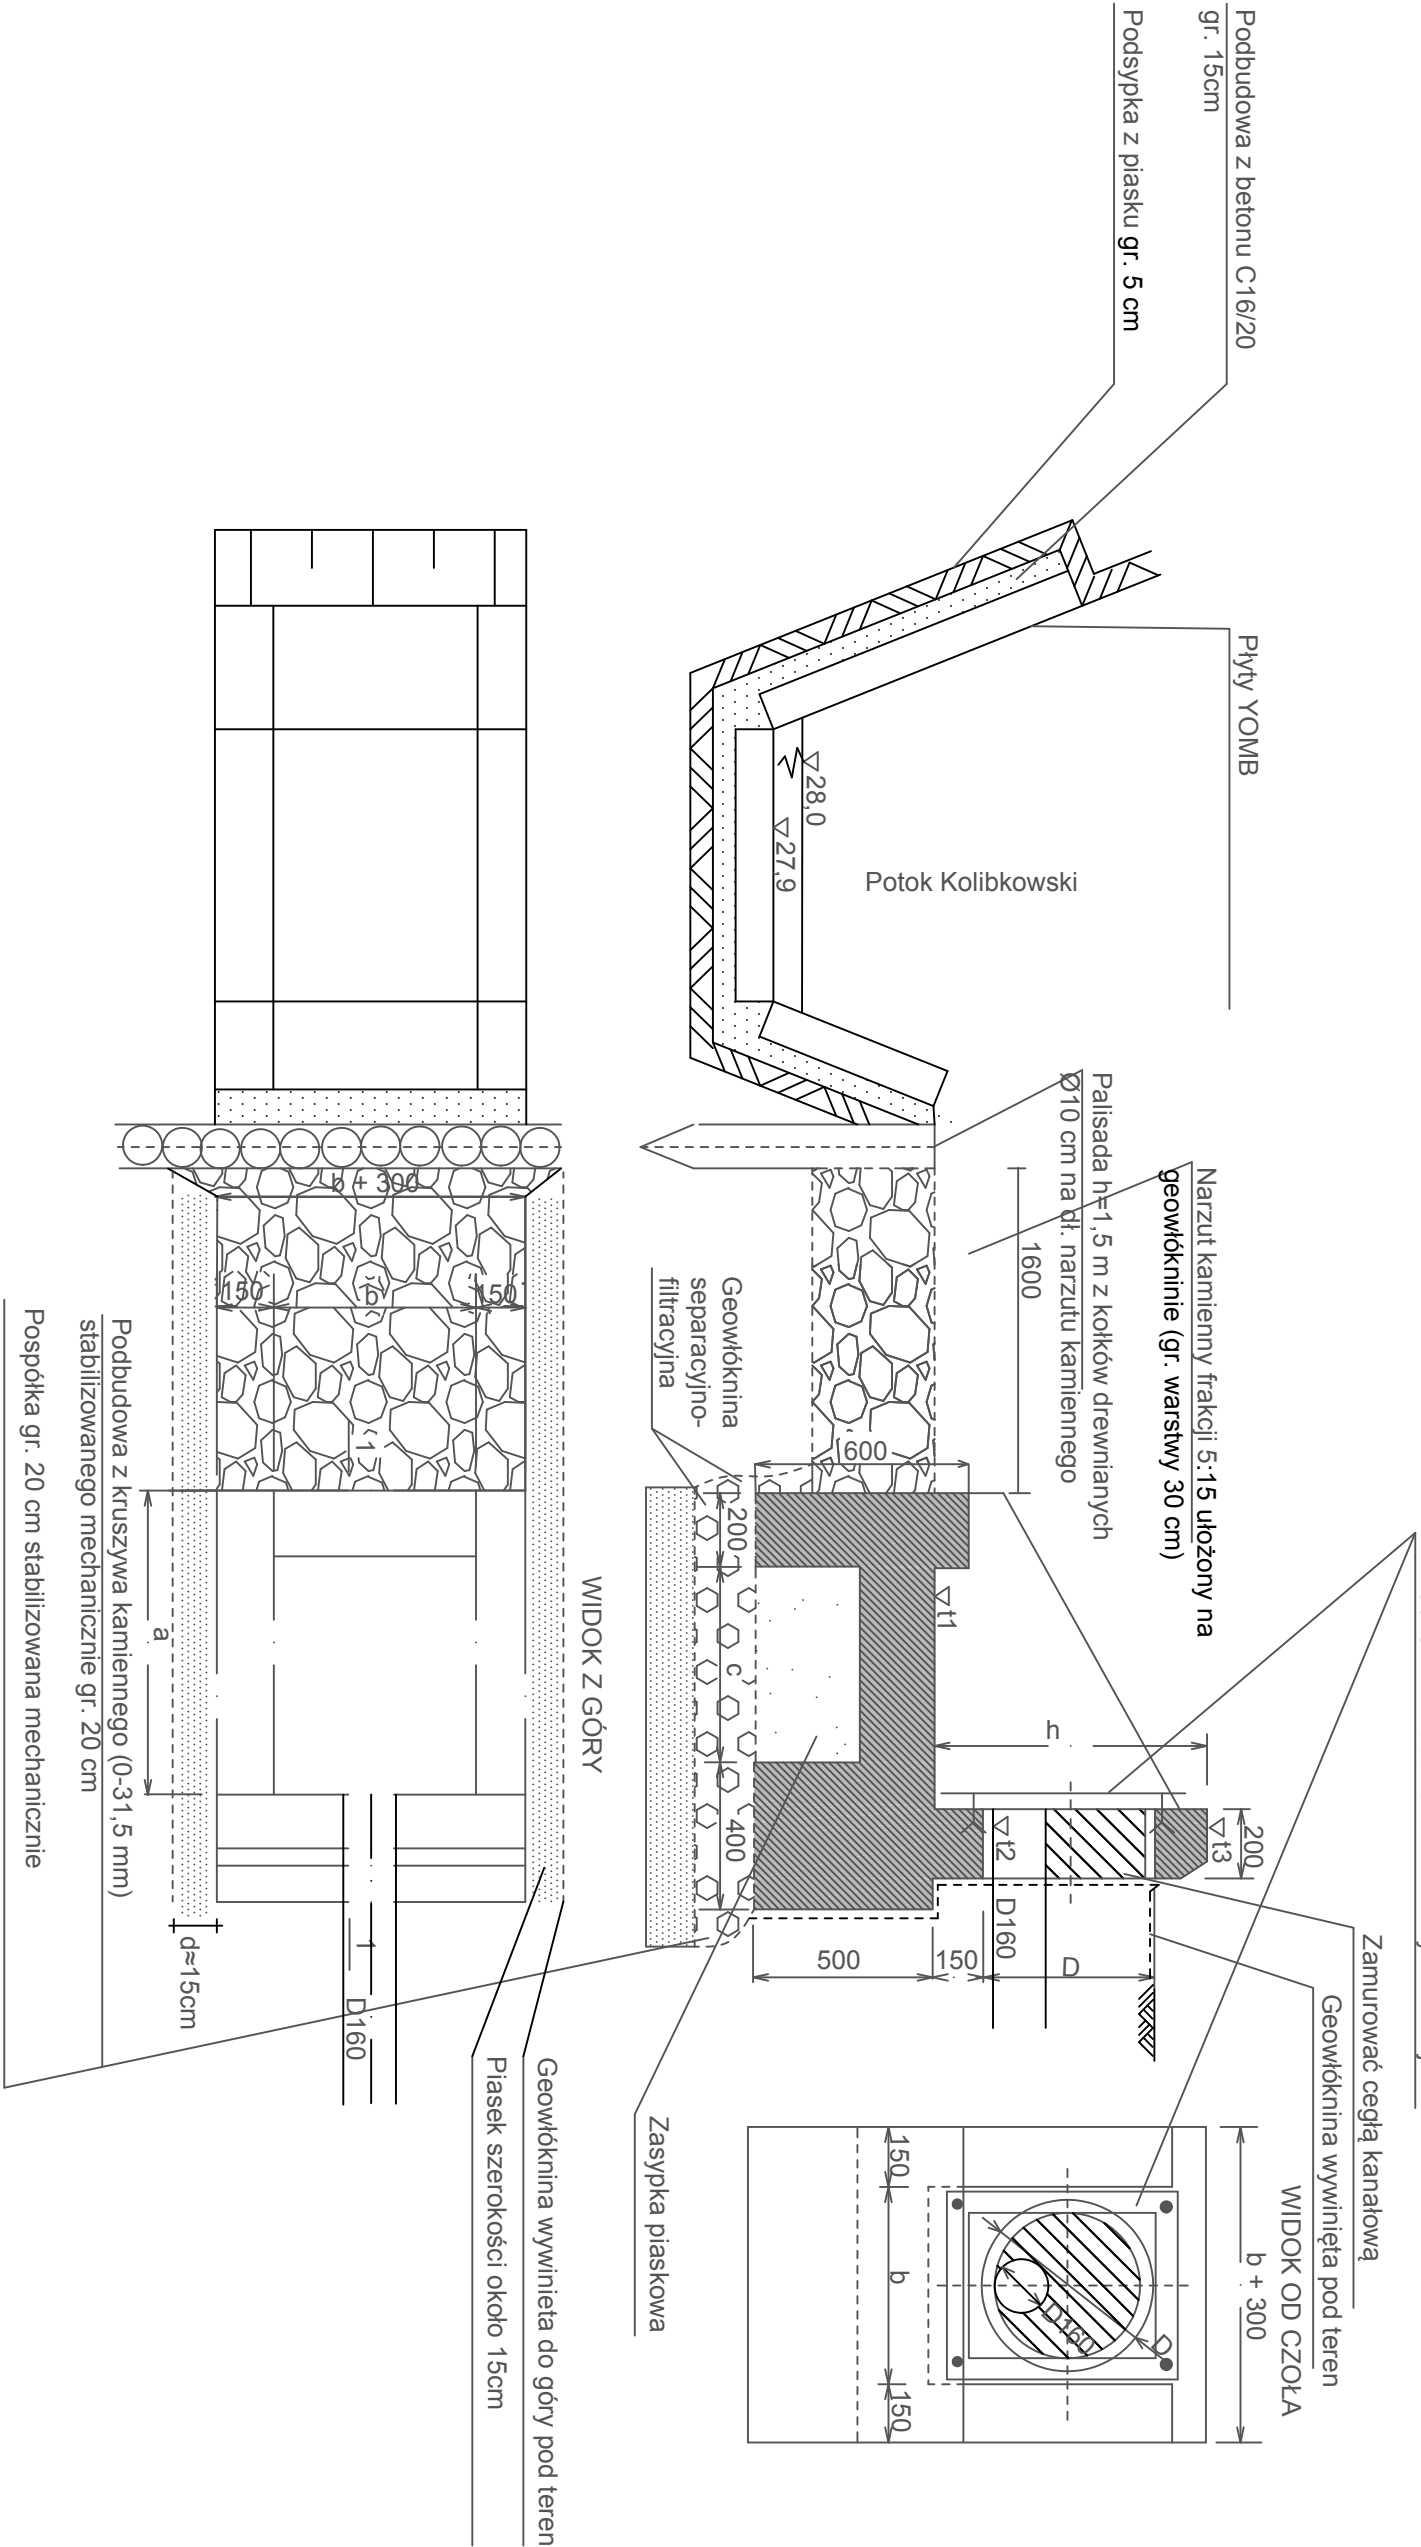 Podbudowa z betonu C16/20
gr. 15cm
Podsypka z piasku gr. 5 cm
Płyty YOMB
▽28,0
▽27,9
Potok Kolibkowski
Palisada h=1,5 m z kołków drewnianych
Ø10 cm na dł. narzutu kamiennego
Narzut kamienny frakcji 5:15 ułożony na
geowłókninie (gr. warstwy 30 cm)
1600
Geowłóknina
separacyjno-
filtracyjna
600
200
c
400
▽t1
h
▽t2
▽t3
200
D160
500
150
D
Zamurować cegłą kanałową
Geowłóknina wywinięta pod teren
WIDOK OD CZOŁA
b + 300
150
b
150
D160
D
Zasypka piaskowa
WIDOK Z GÓRY
b + 300
150
b
150
1
a
1
D160
d≈15cm
Geowłóknina wywinieta do góry pod teren
Piasek szerokości około 15cm
Podbudowa z kruszywa kamiennego (0-31,5 mm)
stabilizowanego mechanicznie gr. 20 cm
Pospółka gr. 20 cm stabilizowana mechanicznie